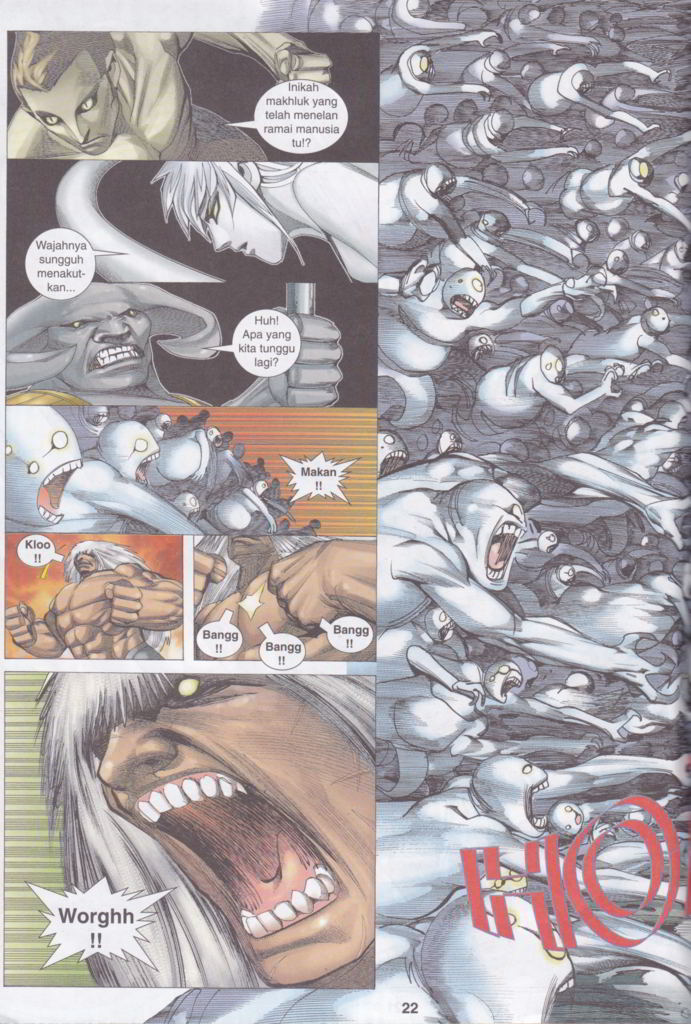 Inikah
makhluk yang
telah menelan
ramai manusia
tu!?
Wajahnya
sungguh
menakut-
kan...
Huh!
Apa yang
kita tunggu
lagi?
Makan
!!
Kloo
!!
Bangg
!!
Bangg
!!
Bangg
!!
Worghh
!!
22